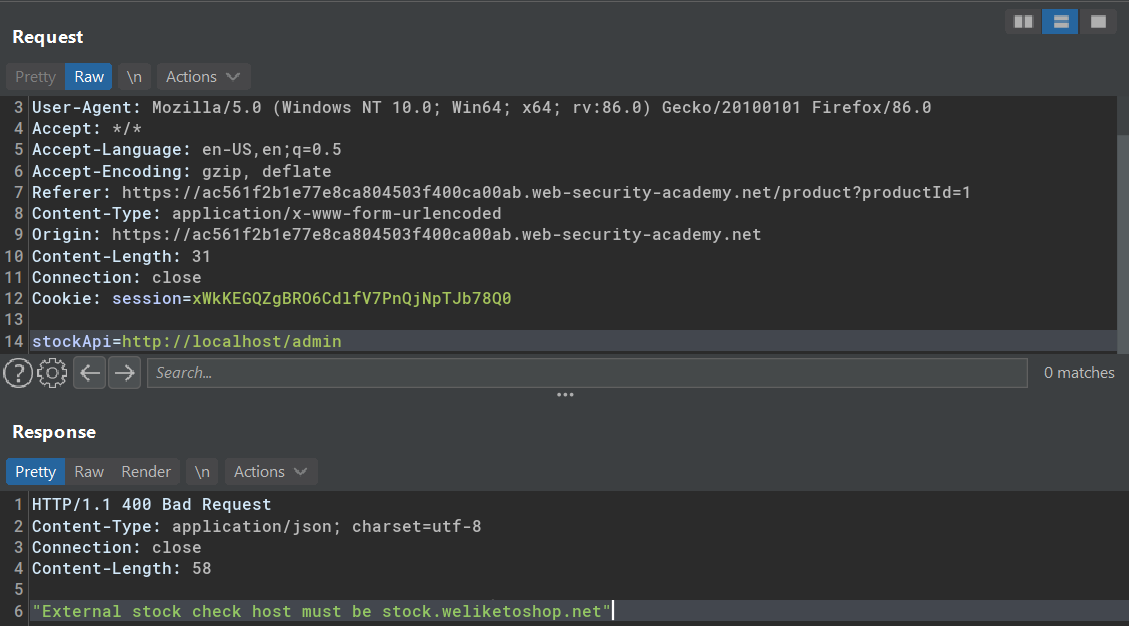 Request
Pretty Raw \n Actions
3 User-Agent: Mozilla/5.0 (Windows NT 10.0; Win64; x64; rv:86.0) Gecko/20100101 Firefox/86.0
4 Accept: */*
5 Accept-Language: en-US,en;q=0.5
6 Accept-Encoding: gzip, deflate
7 Referer: https://ac561f2b1e77e8ca804503f400ca00ab.web-security-academy.net/product?productId=1
8 Content-Type: application/x-www-form-urlencoded
9 Origin: https://ac561f2b1e77e8ca804503f400ca00ab.web-security-academy.net
10 Content-Length: 31
11 Connection: close
12 Cookie: session=xWkKEGQZgBRO6CdlfV7PnQjNpTJb78Q0
13
14 stockApi=http://localhost/admin
? Search... 0 matches
Response
Pretty Raw Render \n Actions
1 HTTP/1.1 400 Bad Request
2 Content-Type: application/json; charset=utf-8
3 Connection: close
4 Content-Length: 58
5
6 "External stock check host must be stock.weliketoshop.net"